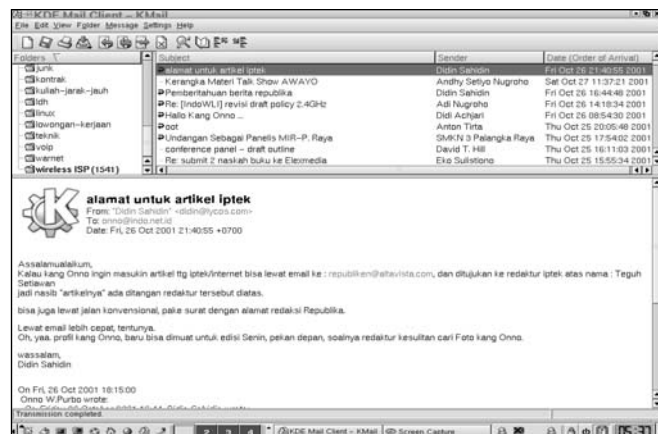 KDE Mail Client – KMail
File Edit View Folder Message Settings Help
Folders
junk
kontrak
kuliah-jarak-jauh
ldh
linux
lowongan-kerjaan
teknik
voip
warnet
wireless ISP (1541)
Subject Sender Date (Order of Arrival)
alamat untuk artikel iptek Didin Sahidin Fri Oct 26 21:40:55 2001
Kerangka Materi Talk Show AWAYO Andhy Setiyo Nugroho Sat Oct 27 11:37:21 2001
Pemberitahuan berita republika Didin Sahidin Fri Oct 26 16:44:48 2001
Re: [IndoWLI] revisi draft policy 2.4GHz Adi Nugroho Fri Oct 26 14:18:34 2001
Hallo Kang Onno ... Didi Achjari Fri Oct 26 08:54:30 2001
oot Anton Tirta Thu Oct 25 20:05:48 2001
Undangan Sebagai Panelis MIR–P. Raya SMKN 3 Palangka Raya Thu Oct 25 17:54:02 2001
conference panel – draft outline David T. Hill Thu Oct 25 16:11:03 2001
Re: submit 2 naskah buku ke Elexmedia Eko Sulistiono Thu Oct 25 15:55:34 2001
alamat untuk artikel iptek
From: "Didin Sahidin" <didin@lycos.com>
To: onno@indo.net.id
Date: Fri, 26 Oct 2001 21:40:55 +0700
Assalamualaikum,
Kalau kang Onno ingin masukin artikel ttg iptek/internet bisa lewat email ke : republiken@altavista.com, dan ditujukan ke redaktur iptek atas nama : Teguh
Setiawan
jadi nasib "artikelnya" ada ditangan redaktur tersebut diatas.
bisa juga lewat jalan konvensional, pake surat dengan alamat redaksi Republika.
Lewat email lebih cepat, tentunya.
Oh, yaa. profil kang Onno, baru bisa dimuat untuk edisi Senin, pekan depan, soalnya redaktur kesulitan cari Foto kang Onno.
wassalam,
Didin Sahidin
On Fri, 26 Oct 2001 18:15:00
Onno W.Purbo wrote:
Transmission completed.
2 3 4 KDE Mail Client – KMail Screen Capture 05:37